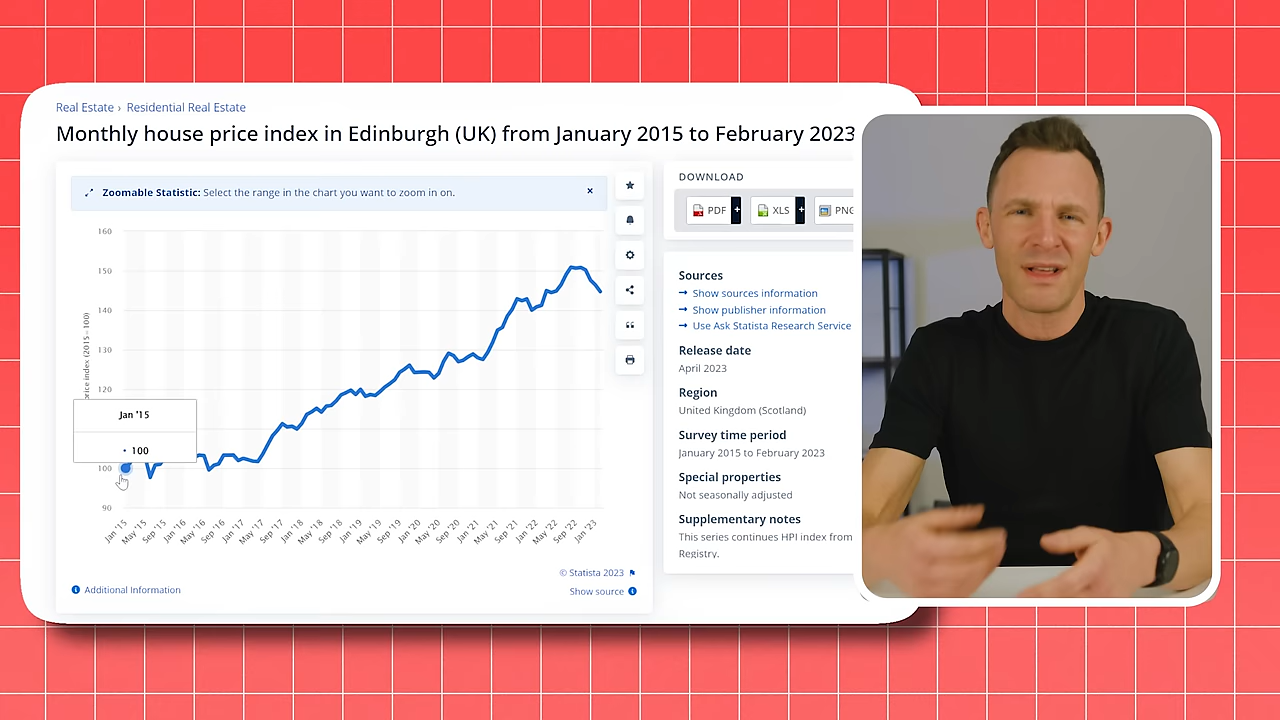 Real Estate › Residential Real Estate
Monthly house price index in Edinburgh (UK) from January 2015 to February 2023
Zoomable Statistic: Select the range in the chart you want to zoom in on.
×
160
150
140
130
120
100
90
price index (2015 = 100)
Jan '15
• 100
Jan '15
May '15
Sep '15
Jan '16
May '16
Sep '16
Jan '17
May '17
Sep '17
Jan '18
May '18
Sep '18
Jan '19
May '19
Sep '19
Jan '20
May '20
Sep '20
Jan '21
May '21
Sep '21
Jan '22
May '22
Sep '22
Jan '23
© Statista 2023
Additional Information
Show source
DOWNLOAD
PDF + XLS + PNG
Sources
→ Show sources information
→ Show publisher information
→ Use Ask Statista Research Service
Release date
April 2023
Region
United Kingdom (Scotland)
Survey time period
January 2015 to February 2023
Special properties
Not seasonally adjusted
Supplementary notes
This series continues HPI index from
Registry.